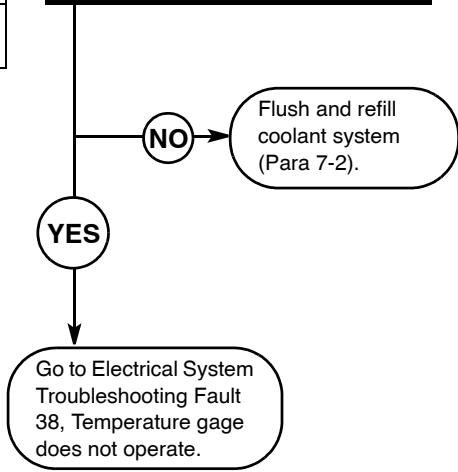 NO
Flush and refill
coolant system
(Para 7-2).
YES
Go to Electrical System
Troubleshooting Fault
38, Temperature gage
does not operate.